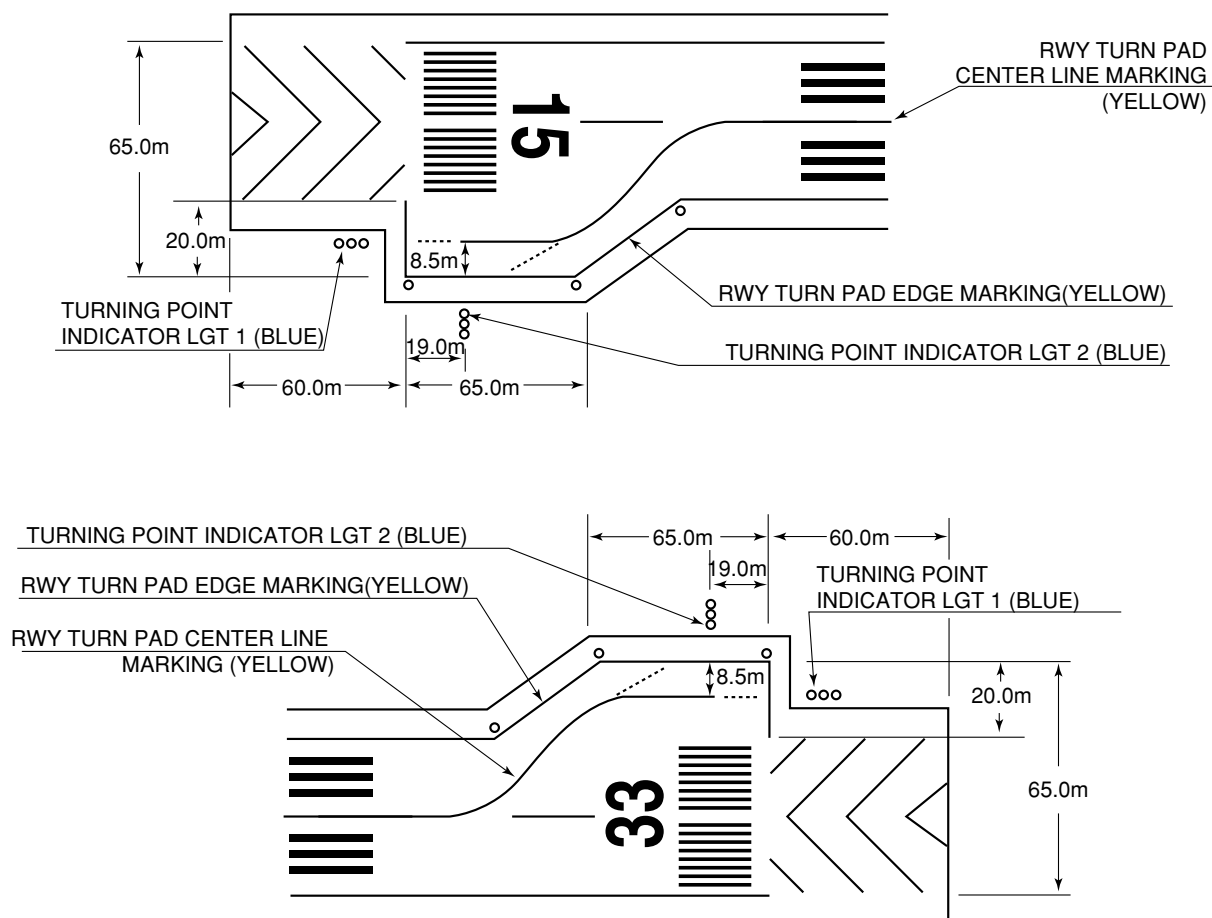 RWY TURN PAD
CENTER LINE MARKING
(YELLOW)
15
65.0m
20.0m
8.5m
TURNING POINT
INDICATOR LGT 1 (BLUE)
RWY TURN PAD EDGE MARKING(YELLOW)
19.0m
TURNING POINT INDICATOR LGT 2 (BLUE)
60.0m
65.0m
TURNING POINT INDICATOR LGT 2 (BLUE)
65.0m
60.0m
19.0m
TURNING POINT
INDICATOR LGT 1 (BLUE)
RWY TURN PAD EDGE MARKING(YELLOW)
RWY TURN PAD CENTER LINE
MARKING (YELLOW)
8.5m
20.0m
33
65.0m